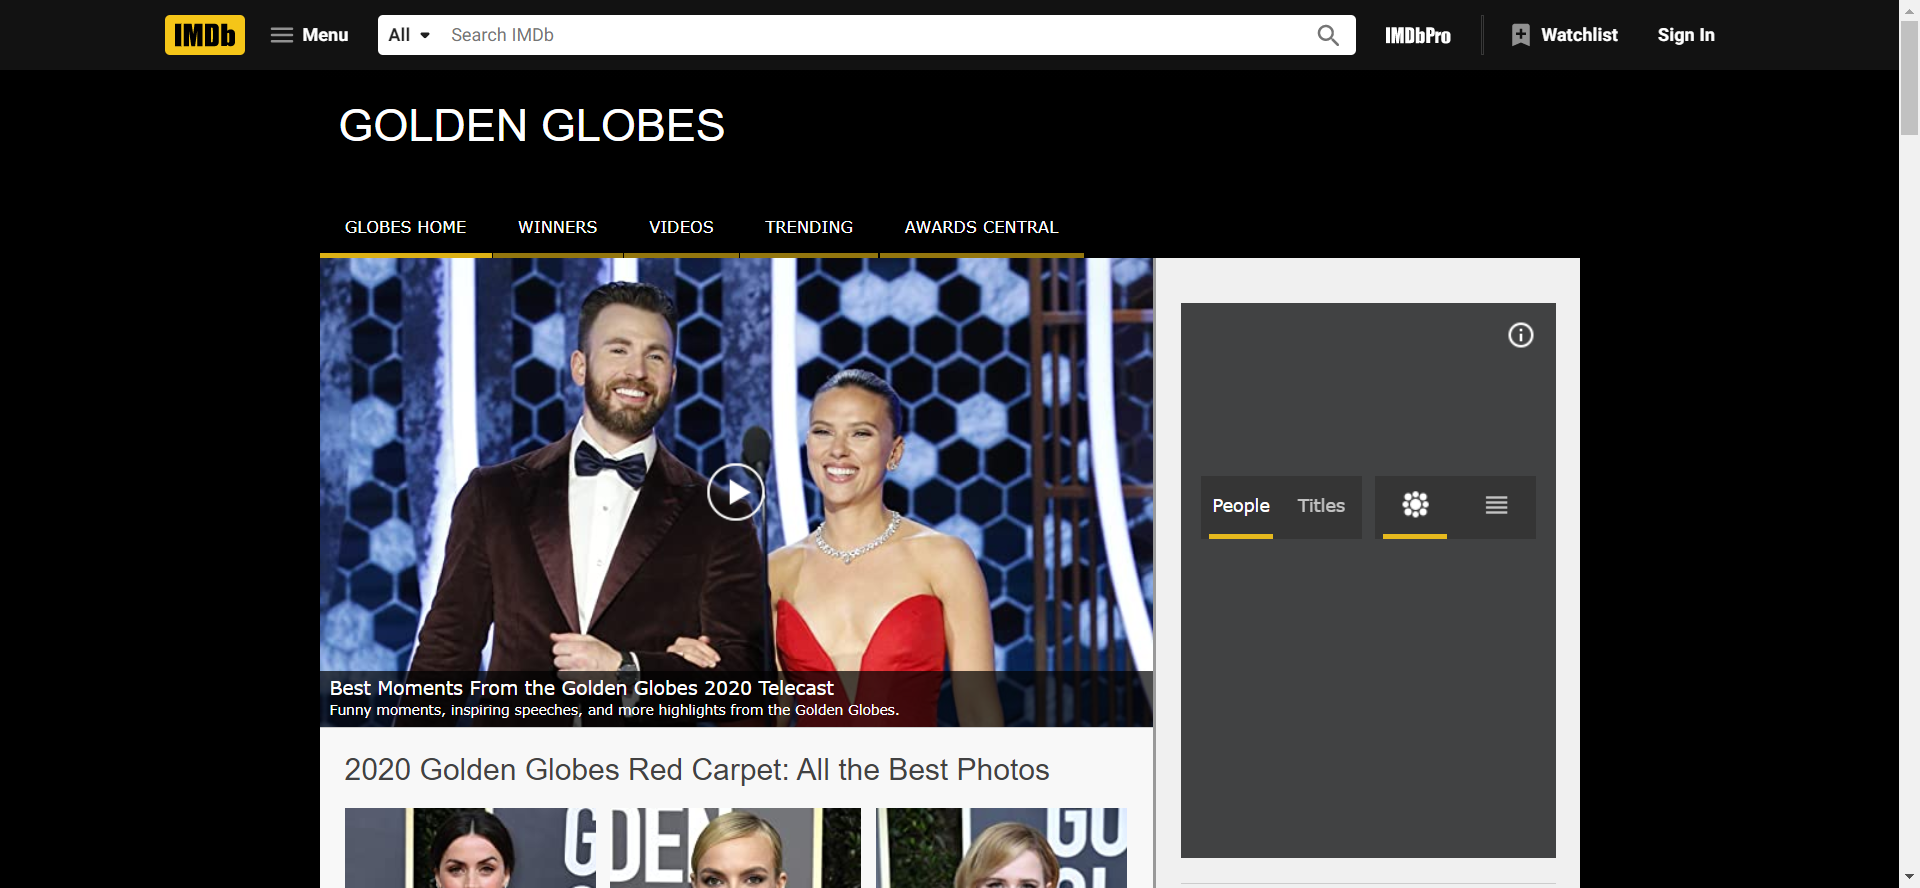 IMDb
Menu
All
Search IMDb
IMDbPro
Watchlist
Sign In
GOLDEN GLOBES
GLOBES HOME
WINNERS
VIDEOS
TRENDING
AWARDS CENTRAL
People
Titles
Best Moments From the Golden Globes 2020 Telecast
Funny moments, inspiring speeches, and more highlights from the Golden Globes.
2020 Golden Globes Red Carpet: All the Best Photos